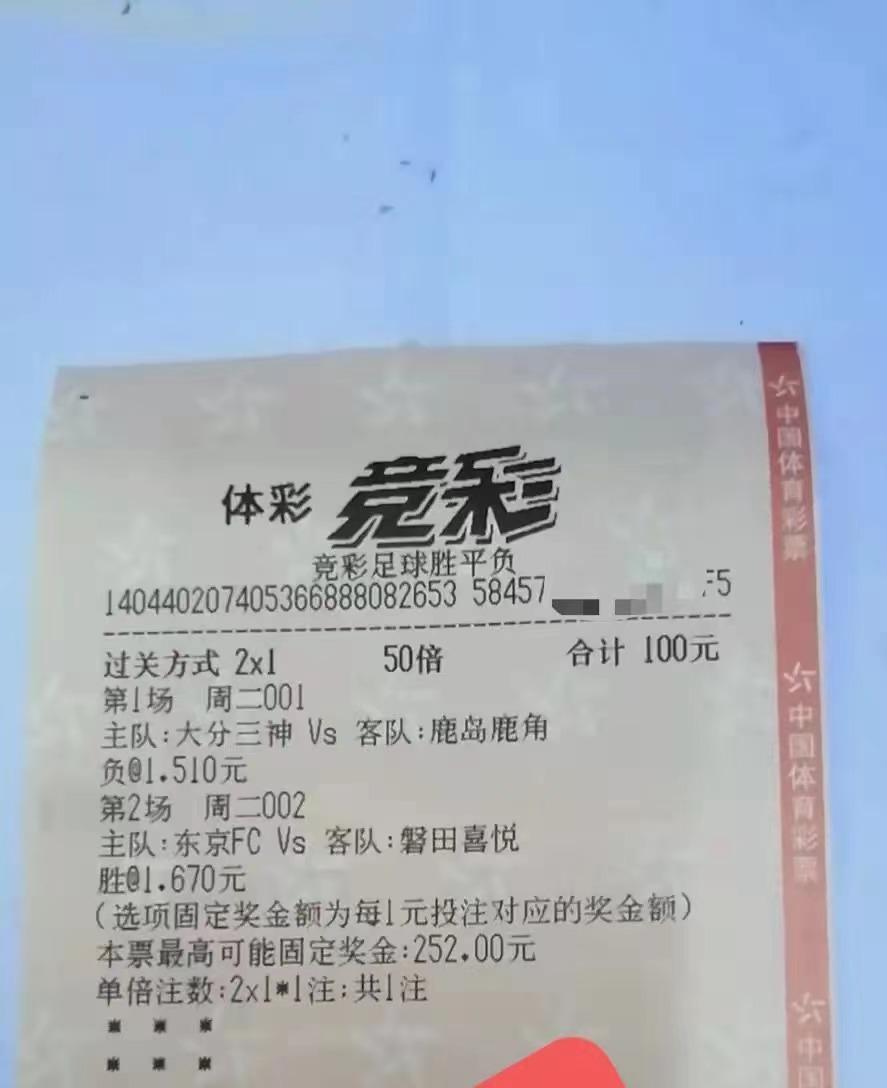 体彩 竞彩
竞彩足球胜平负
140440207405366888082653 58457 F5
过关方式 2x1 50倍 合计 100元
第1场 周二001
主队:大分三神 Vs 客队:鹿岛鹿角
负@1.510元
第2场 周二002
主队:东京FC Vs 客队:磐田喜悦
胜@1.670元
(选项固定奖金额为每1元投注对应的奖金额)
本票最高可能固定奖金:252.00元
单倍注数:2x1*1注;共1注
中国体育彩票
中国体育彩票
中国